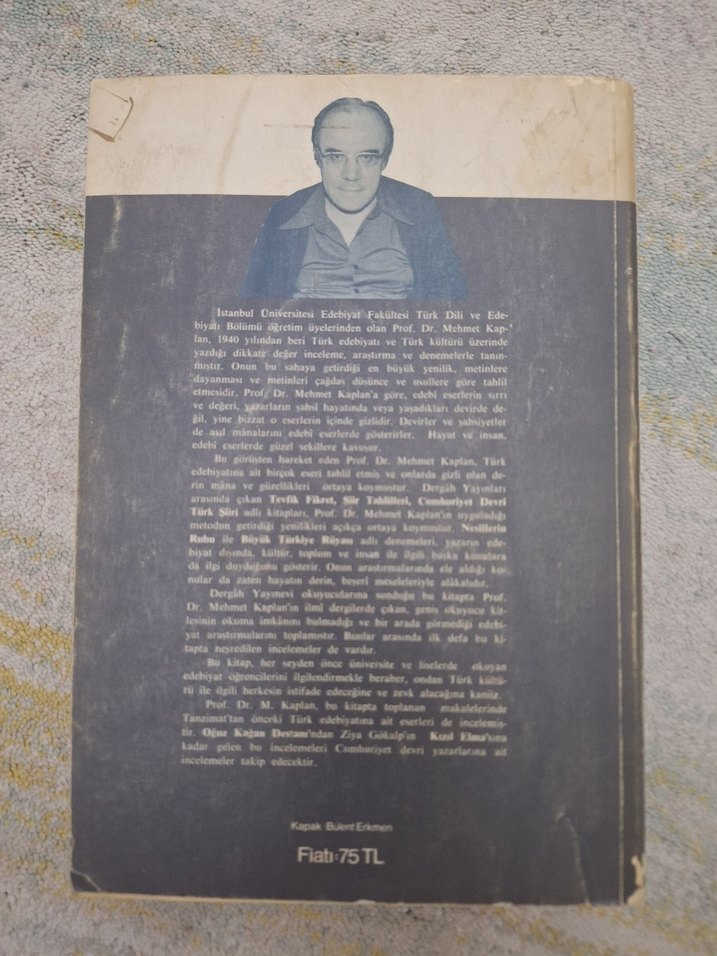 İstanbul Üniversitesi Edebiyat Fakültesi Türk Dili ve Ede-
biyatı Bölümü öğretim üyelerinden olan Prof. Dr. Mehmet Kap-
lan, 1940 yılından beri Türk edebiyatı ve Türk kültürü üzerinde
yazdığı dikkate değer inceleme, araştırma ve denemelerle tanın-
mıştır. Onun bu sahaya getirdiği en büyük yenilik, metinlere
dayanması ve metinleri çağdaş düşünce ve usullere göre tahlil
etmesidir. Prof. Dr. Mehmet Kaplan'a göre, edebî eserlerin sırrı
ve değeri, yazarların şahsî hayatında veya yaşadıkları devirde de-
ğil, yine bizzat o eserlerin içinde gizlidir. Devirler ve şahsiyetler
de asıl mânalarını edebî eserlerde gösterirler. Hayat ve insan,
edebî eserlerde güzel şekillere kavuşur.
Bu görüşten hareket eden Prof. Dr. Mehmet Kaplan, Türk
edebiyatına ait birçok eseri tahlil etmiş ve onlarda gizli olan de-
rin mâna ve güzellikleri ortaya koymuştur. Dergâh Yayınları
arasında çıkan Tevfik Fikret, Şiir Tahlilleri, Cumhuriyet Devri
Türk Şiiri adlı kitapları, Prof. Dr. Mehmet Kaplan'ın uyguladığı
metodun getirdiği yenilikleri açıkça ortaya koymuştur. Nesillerin
Ruhu ile Büyük Türkiye Rüyası adlı denemeleri, yazarın ede-
biyat dışında, kültür, toplum ve insan ile ilgili başka konulara
da ilgi duyduğunu gösterir. Onun araştırmalarında ele aldığı ko-
nular da zaten hayatın derin, beşerî meseleleriyle alâkalıdır.
Dergâh Yayınevi okuyucularına sunduğu bu kitapta Prof.
Dr. Mehmet Kaplan'ın ilmî dergilerde çıkan, geniş okuyucu kit-
lesinin okuma imkânını bulmadığı ve bir arada görmediği edebi-
yat araştırmalarını toplamıştır. Bunlar arasında ilk defa bu ki-
tapta neşredilen incelemeler de vardır.
Bu kitap, her şeyden önce üniversite ve liselerde okuyan
edebiyat öğrencilerini ilgilendirmekle beraber, ondan Türk kültü-
rü ile ilgili herkesin istifade edeceğine ve zevk alacağına kaniiz.
Prof. Dr. M. Kaplan, bu kitapta toplanan makalelerinde
Tanzimat'tan önceki Türk edebiyatına ait eserleri de incelemiş-
tir. Oğuz Kağan Destanı'ndan Ziya Gökalp'ın Kızıl Elma'sına
kadar gelen bu incelemeleri Cumhuriyet devri yazarlarına ait
incelemeler takip edecektir.
Kapak Bülent Erkmen
Fiatı: 75 TL